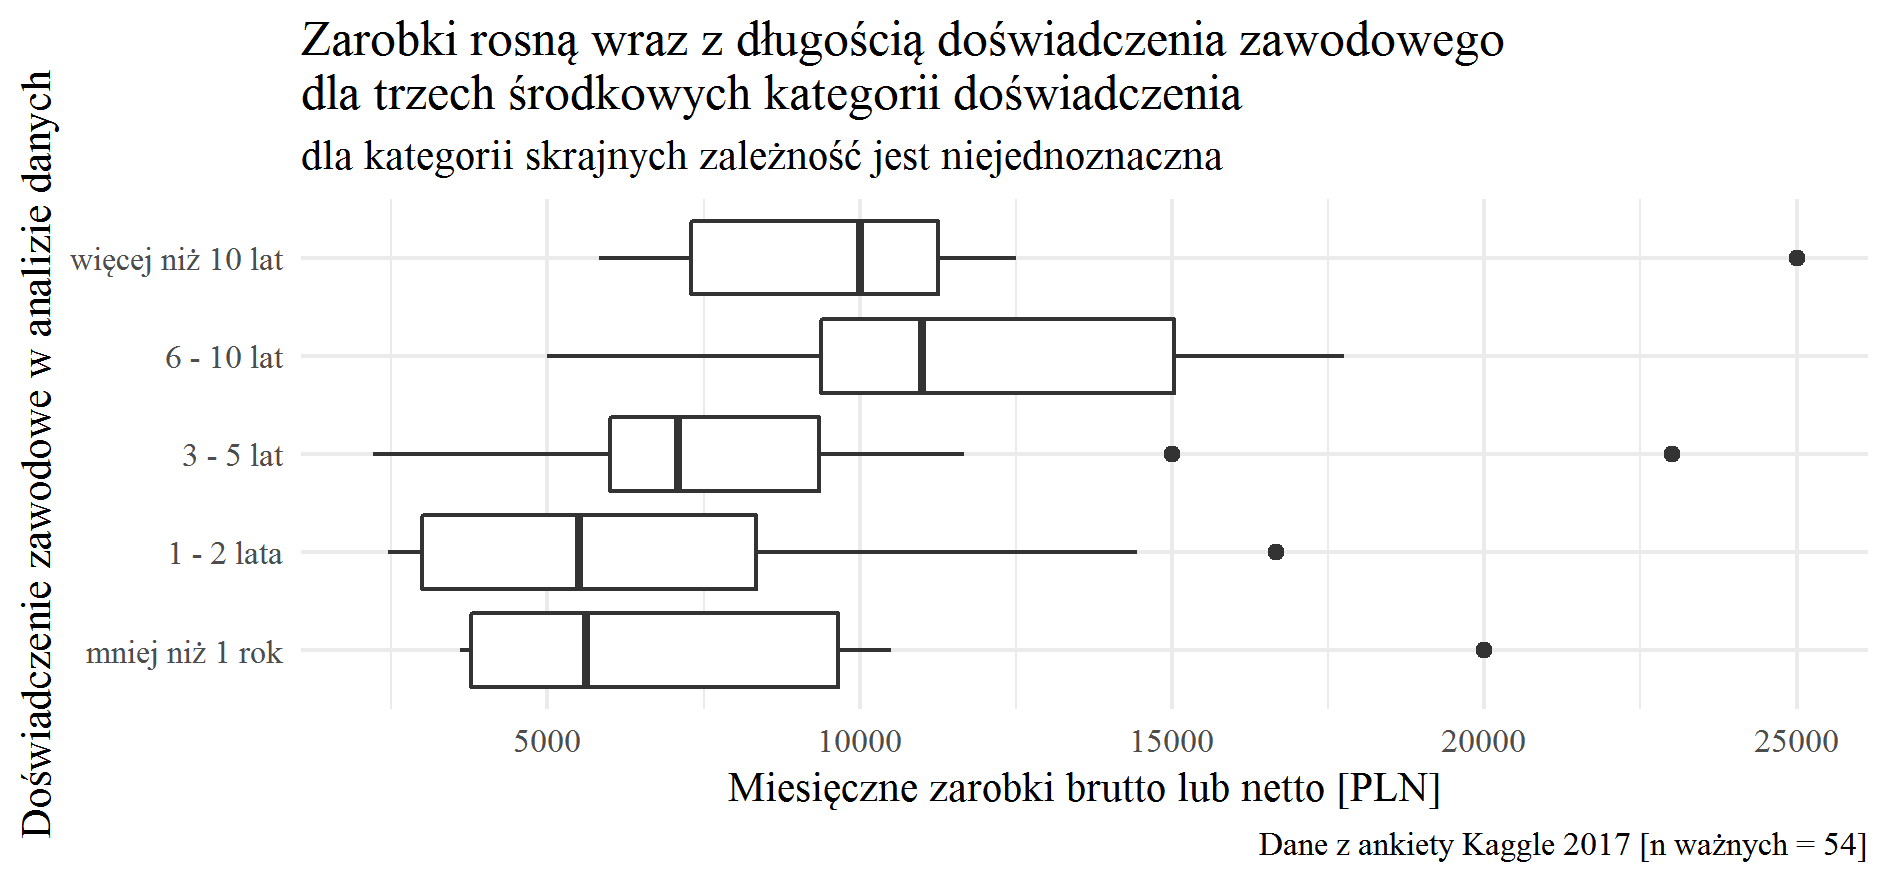 Zarobki rosną wraz z długością doświadczenia zawodowego
dla trzech środkowych kategorii doświadczenia
dla kategorii skrajnych zależność jest niejednoznaczna
Doświadczenie zawodowe w analizie danych
więcej niż 10 lat
6 - 10 lat
3 - 5 lat
1 - 2 lata
mniej niż 1 rok
5000 10000 15000 20000 25000
Miesięczne zarobki brutto lub netto [PLN]
Dane z ankiety Kaggle 2017 [n ważnych = 54]